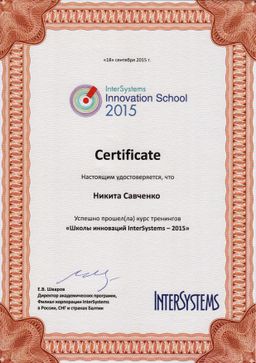 «18» сентября 2015 г.
InterSystems
Innovation School
2015
Certificate
Настоящим удостоверяется, что
Никита Савченко
Успешно прошел(ла) курс тренингов
«Школы инноваций InterSystems – 2015»
Е.В. Шваров
Директор академических программ,
Филиал корпорации InterSystems
в России, СНГ и странах Балтии
INTERSYSTEMS